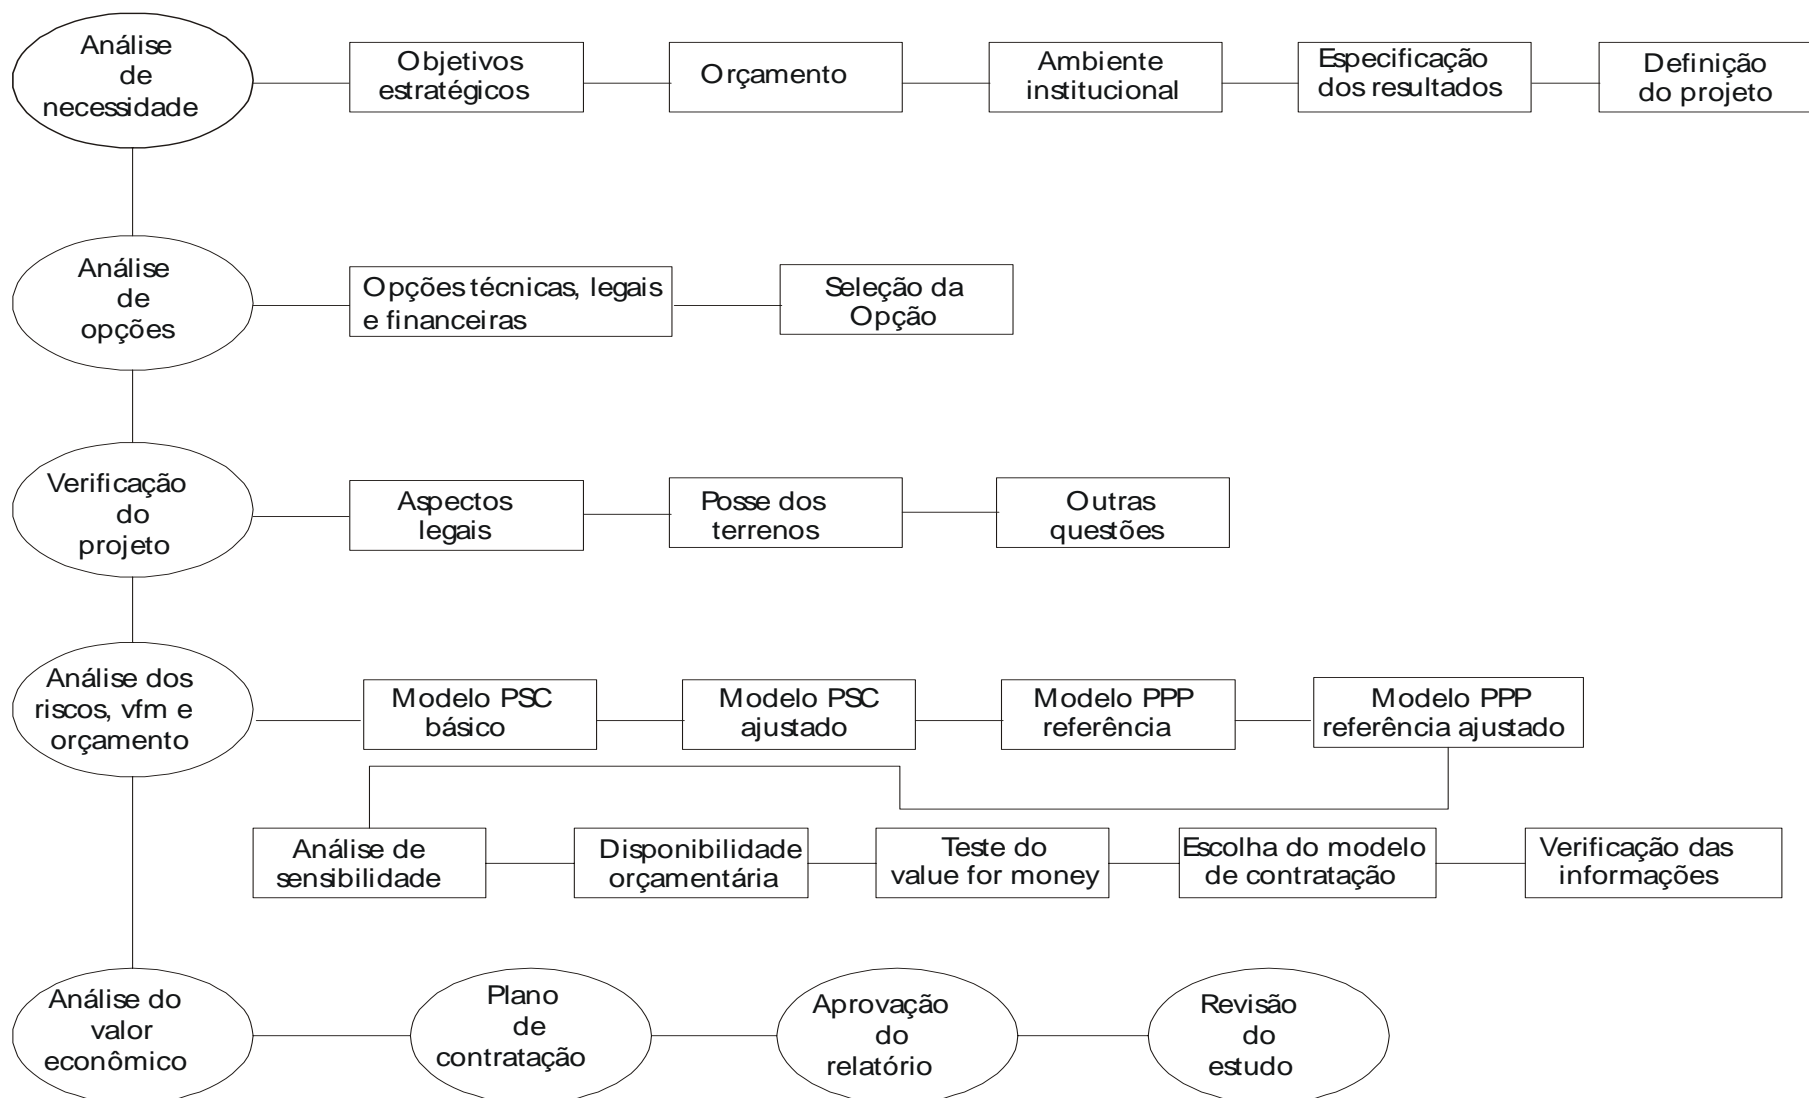 Análise
de
necessidade
Objetivos
estratégicos
Orçamento
Ambiente
institucional
Especificação
dos resultados
Definição
do projeto
Análise
de
opções
Opções técnicas, legais
e financeiras
Seleção da
Opção
Verificação
do
projeto
Aspectos
legais
Posse dos
terrenos
Outras
questões
Análise dos
riscos, vfm e
orçamento
Modelo PSC
básico
Modelo PSC
ajustado
Modelo PPP
referência
Modelo PPP
referência ajustado
Análise de
sensibilidade
Disponibilidade
orçamentária
Teste do
value for money
Escolha do modelo
de contratação
Verificação das
informações
Análise do
valor
econômico
Plano
de
contratação
Aprovação
do
relatório
Revisão
do
estudo